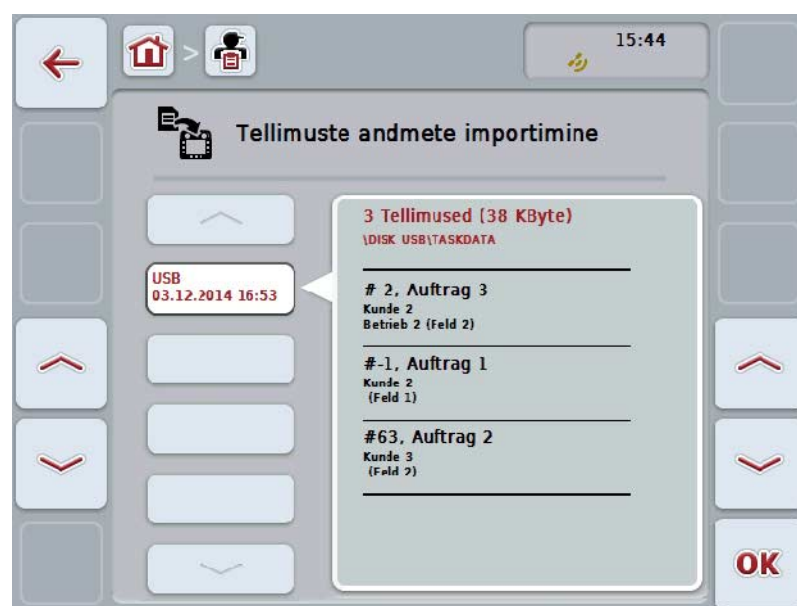 15:44
>
Tellimuste andmete importimine
3 Tellimused (38 KByte)
\DISK USB\TASKDATA
USB
03.12.2014 16:53
# 2, Auftrag 3
Kunde 2
Betrieb 2 (Feld 2)
#-1, Auftrag 1
Kunde 2
(Feld 1)
#63, Auftrag 2
Kunde 3
(Feld 2)
OK